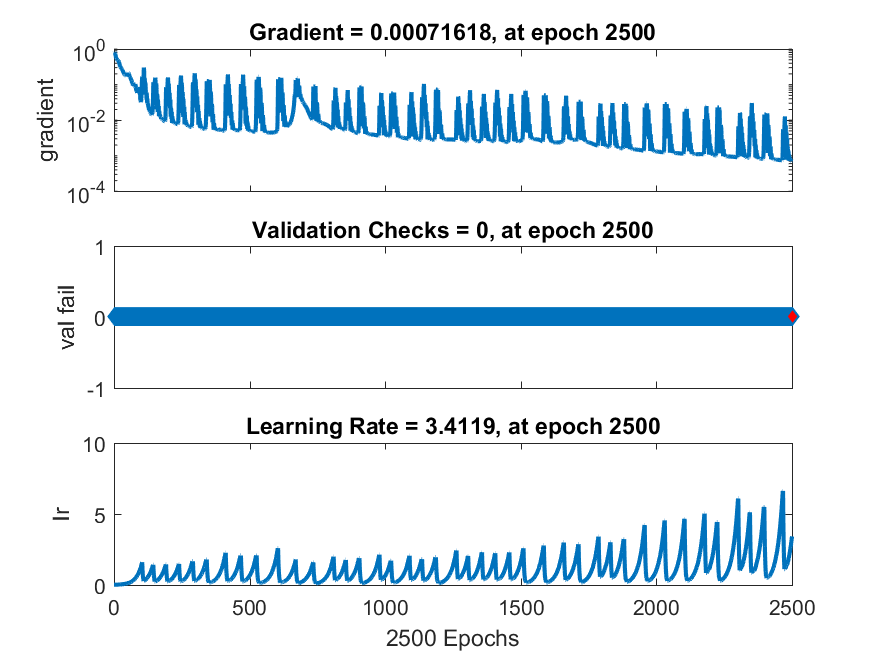 Gradient = 0.00071618, at epoch 2500
10^0
10^-2
10^-4
gradient
Validation Checks = 0, at epoch 2500
1
0
-1
val fail
Learning Rate = 3.4119, at epoch 2500
10
5
0
lr
0 500 1000 1500 2000 2500
2500 Epochs